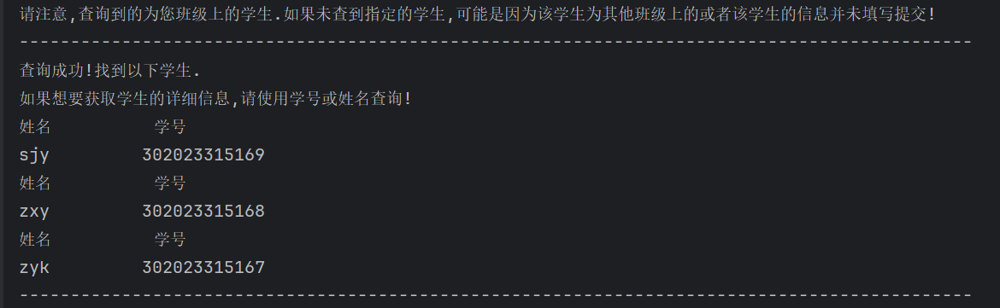 请注意,查询到的为您班级上的学生.如果未查到指定的学生,可能是因为该学生为其他班级上的或者该学生的信息并未填写提交!
---------------------------------------------------------------------------------------------
查询成功!找到以下学生.
如果想要获取学生的详细信息,请使用学号或姓名查询!
姓名 学号
sjy 302023315169
姓名 学号
zxy 302023315168
姓名 学号
zyk 302023315167
---------------------------------------------------------------------------------------------